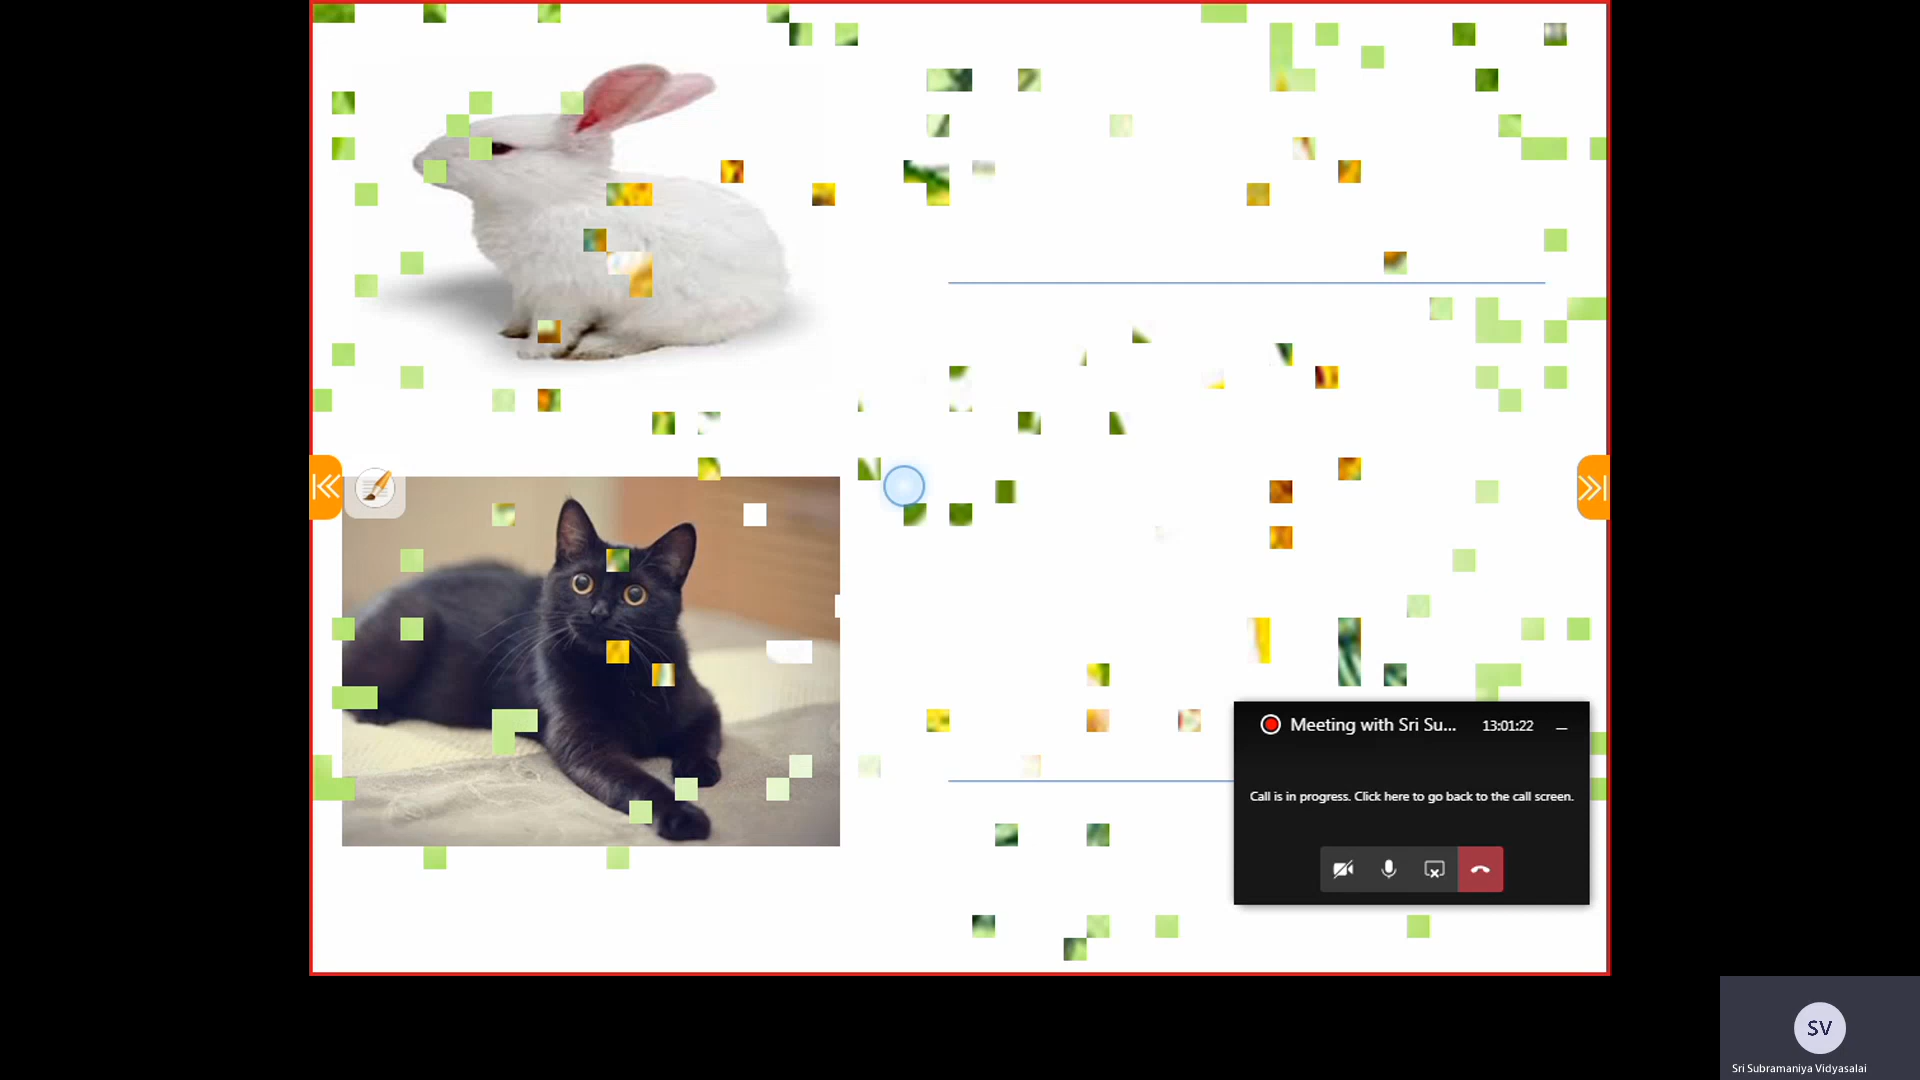 Meeting with Sri Su... 13:01:22
Call is in progress. Click here to go back to the call screen.
SV
Sri Subramaniya Vidyasalai